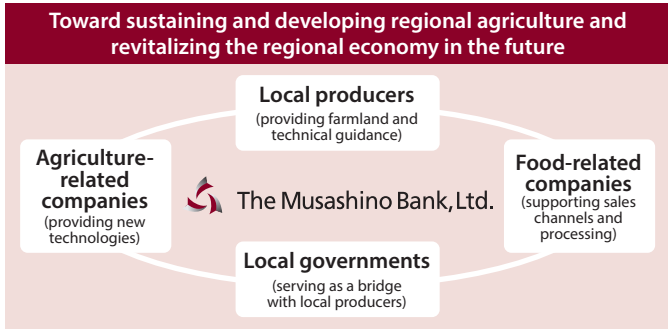 Toward sustaining and developing regional agriculture and
revitalizing the regional economy in the future
Local producers
(providing farmland and
technical guidance)
Agriculture-
related
companies
(providing new
technologies)
The Musashino Bank, Ltd.
Food-related
companies
(supporting sales
channels and
processing)
Local governments
(serving as a bridge
with local producers)